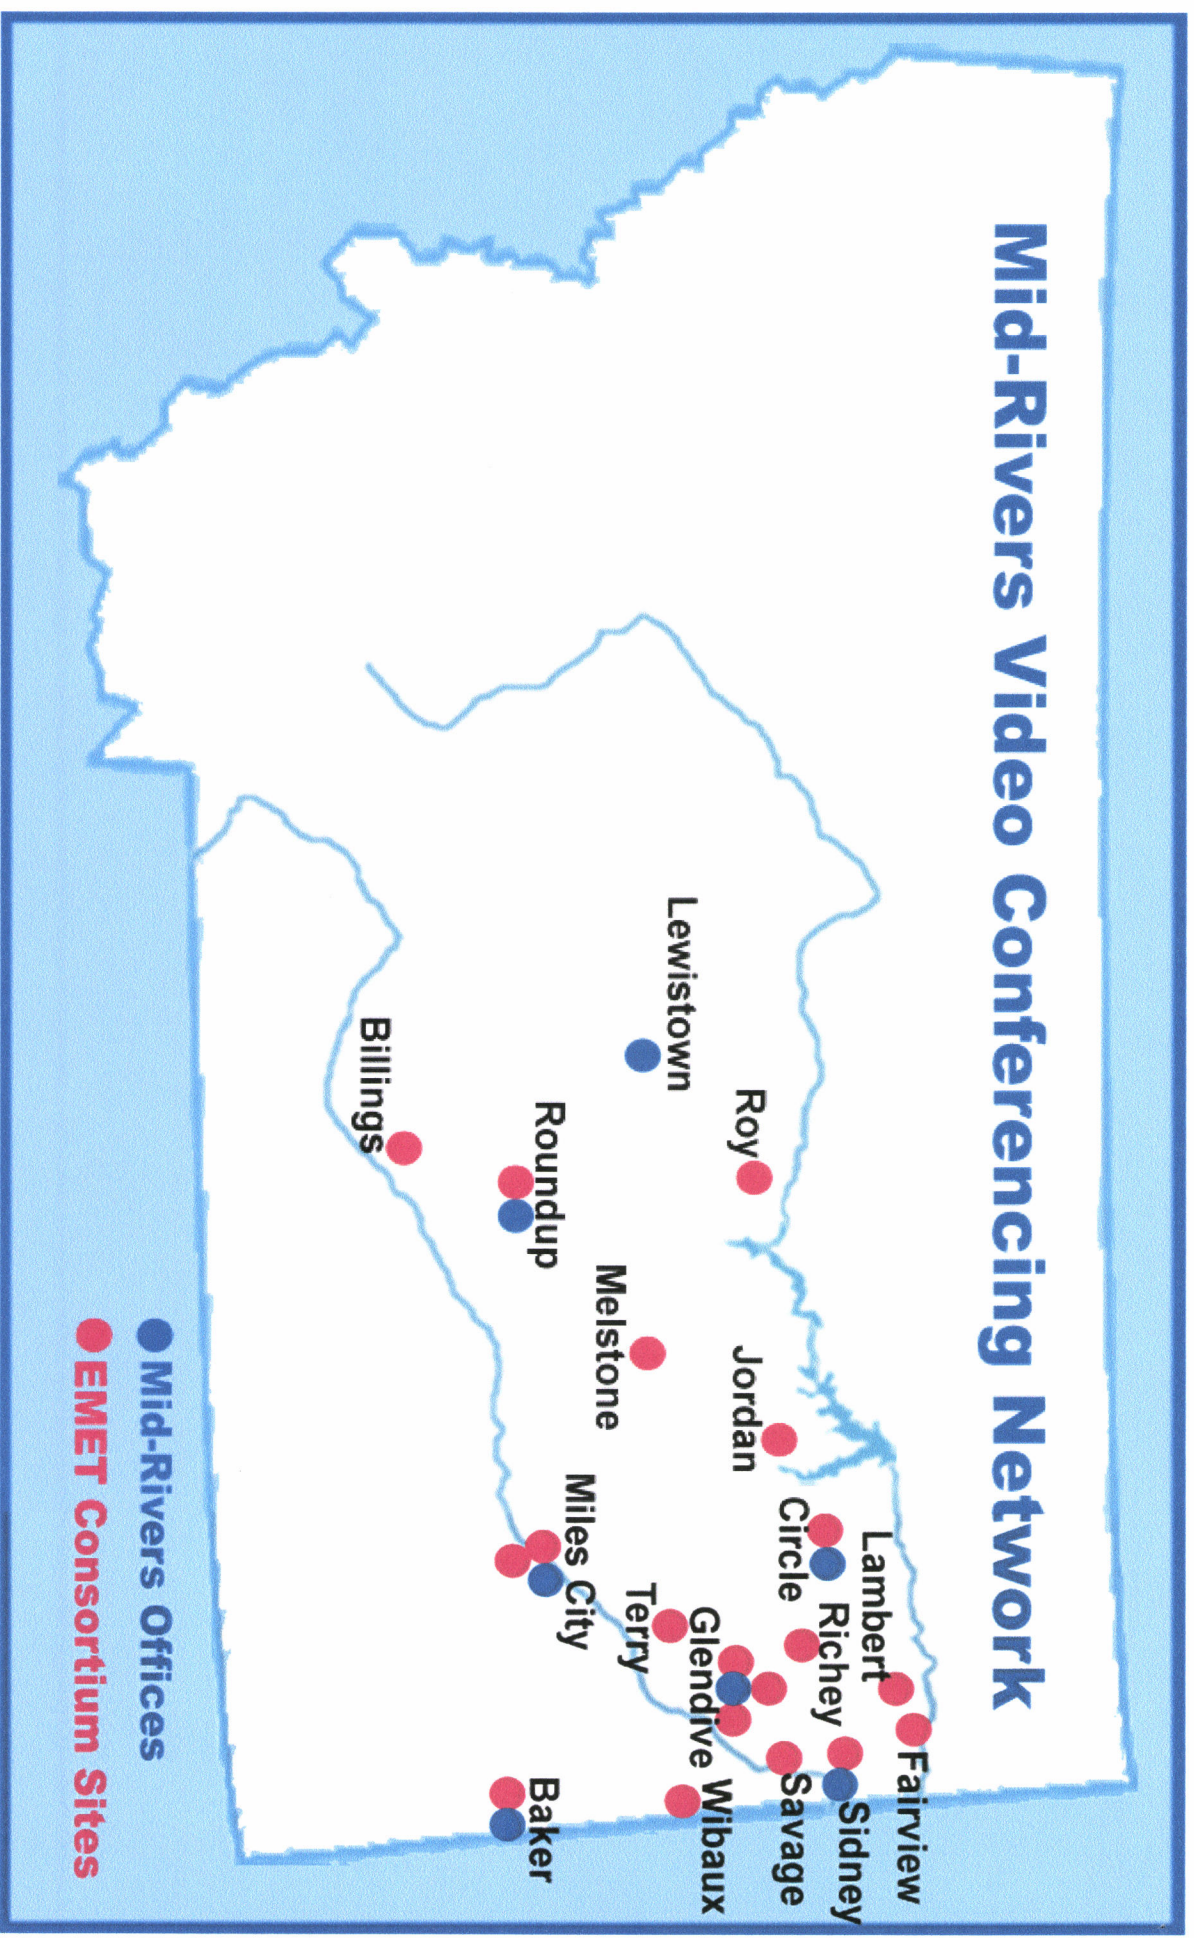 Mid-Rivers Video Conferencing Network
Fairview
Lambert
Sidney
Richey
Circle
Savage
Jordan
Roy
Wibaux
Glendive
Lewistown
Terry
Melstone
Miles City
Roundup
Baker
Billings
Mid-Rivers Offices
EMET Consortium Sites